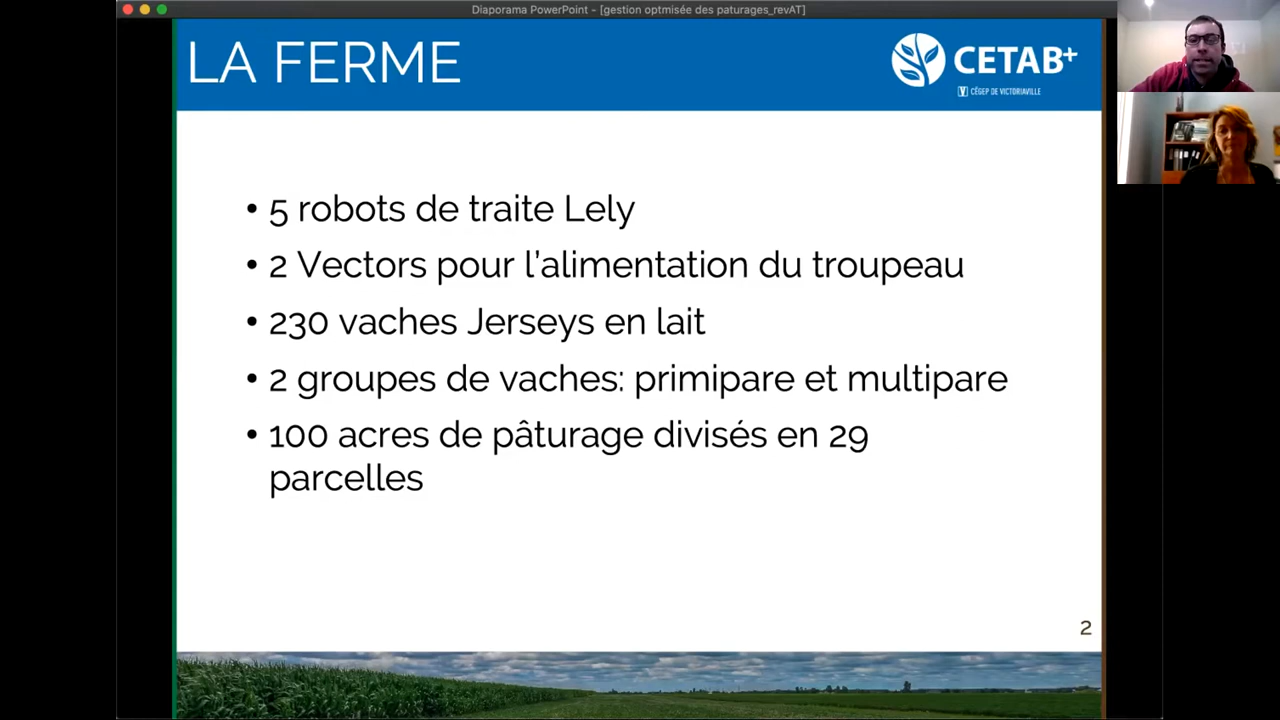 Diaporama PowerPoint - [gestion optmisée des paturages_revAT]
LA FERME
CETAB+
CÉGEP DE VICTORIAVILLE
• 5 robots de traite Lely
• 2 Vectors pour l'alimentation du troupeau
• 230 vaches Jerseys en lait
• 2 groupes de vaches: primipare et multipare
• 100 acres de pâturage divisés en 29
parcelles
2